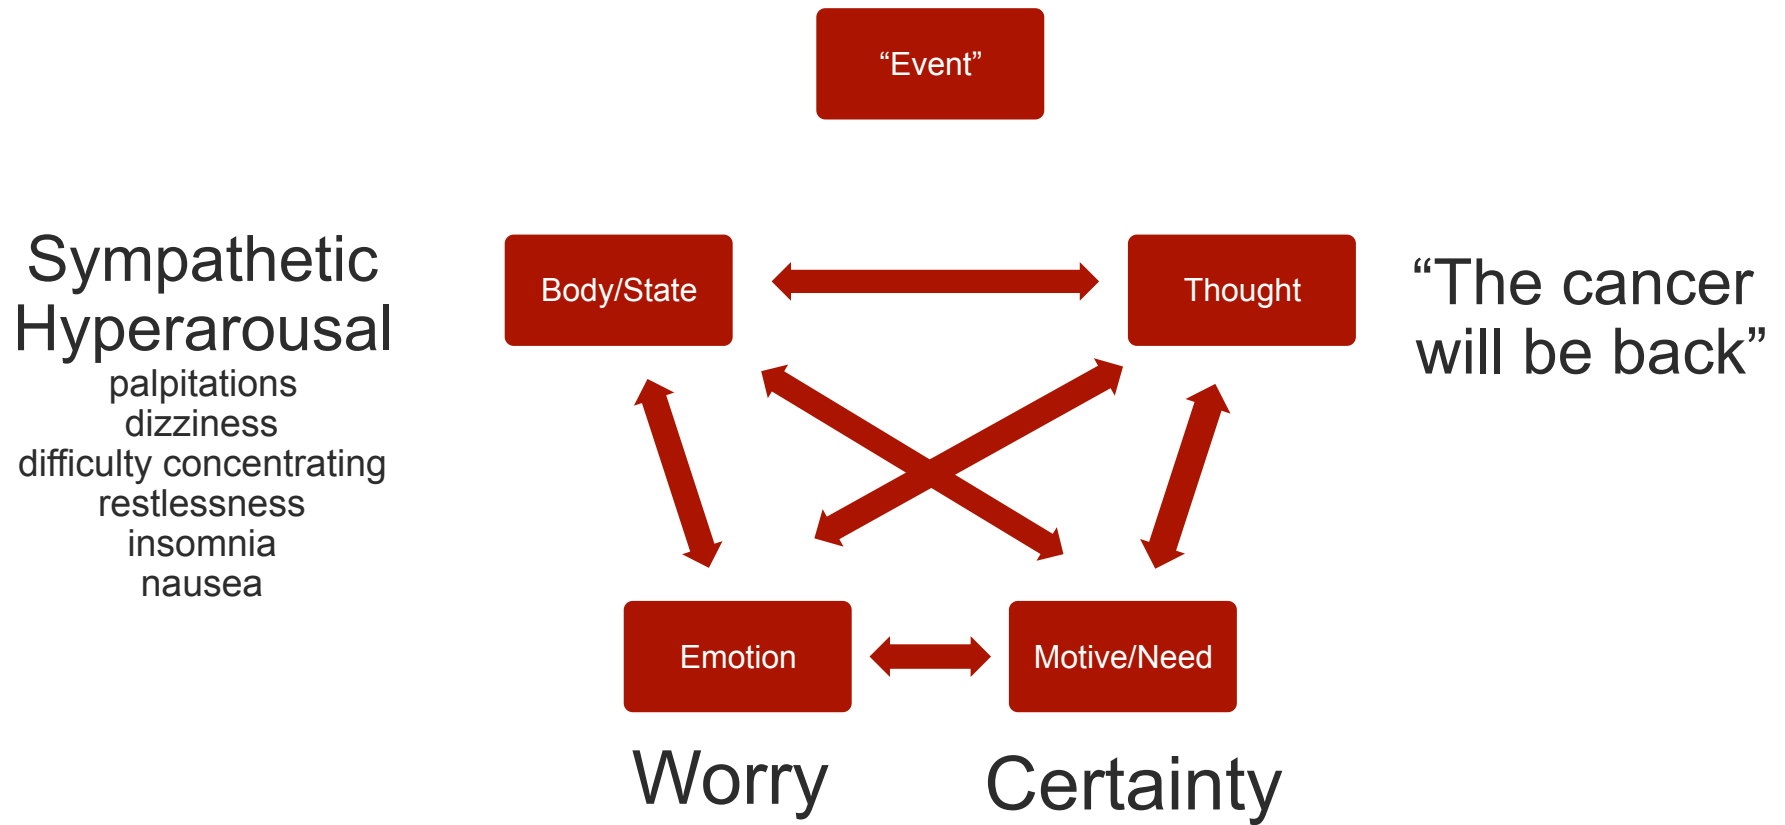 “Event”
Sympathetic
Hyperarousal
palpitations
dizziness
difficulty concentrating
restlessness
insomnia
nausea
Body/State
Thought
“The cancer
will be back”
Emotion
Motive/Need
Worry
Certainty